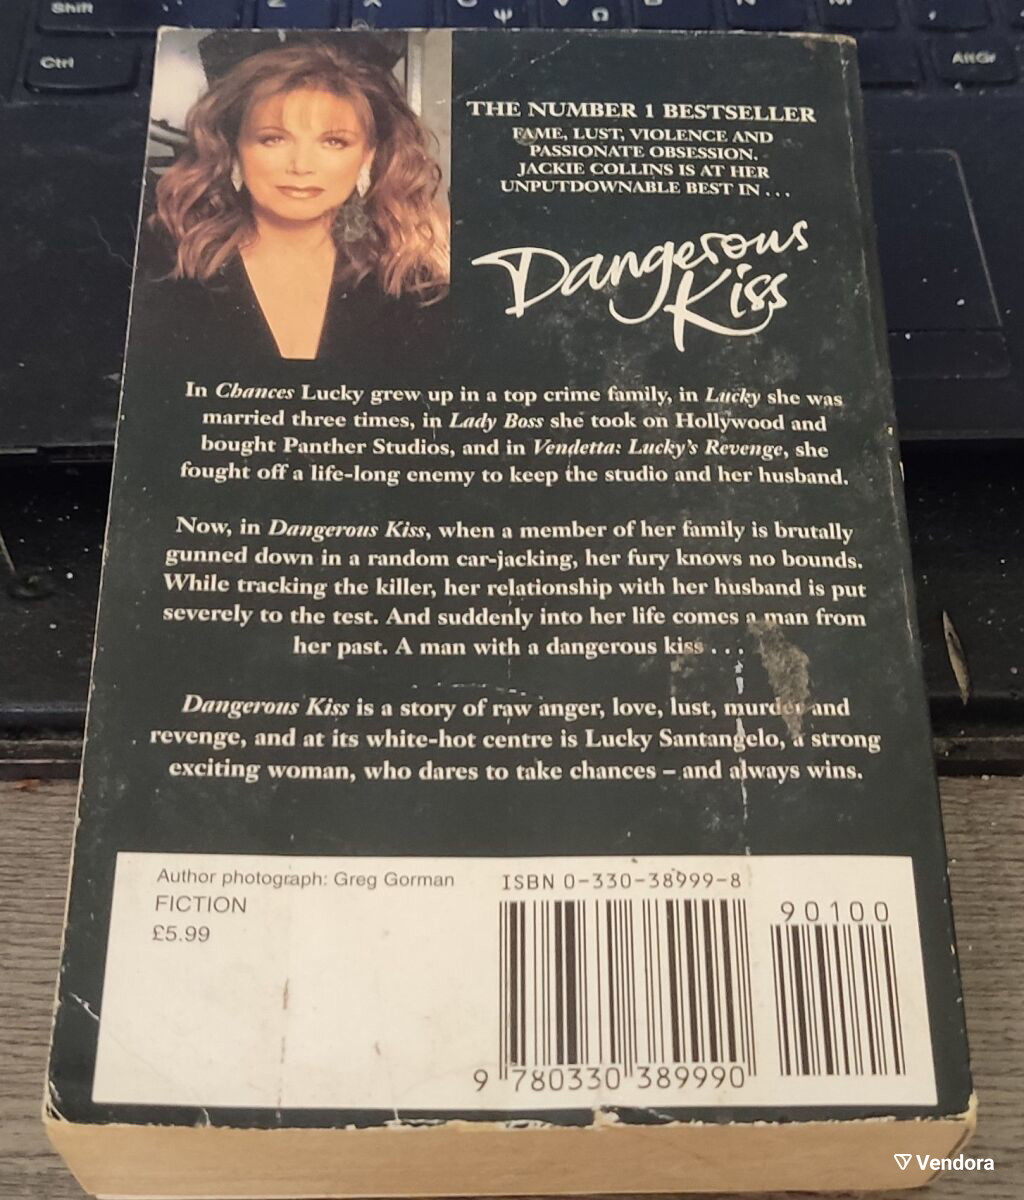 Shift
Ctrl
AltGr
THE NUMBER 1 BESTSELLER
FAME, LUST, VIOLENCE AND
PASSIONATE OBSESSION.
JACKIE COLLINS IS AT HER
UNPUTDOWNABLE BEST IN . . .
Dangerous
Kiss
In Chances Lucky grew up in a top crime family, in Lucky she was
married three times, in Lady Boss she took on Hollywood and
bought Panther Studios, and in Vendetta: Lucky's Revenge, she
fought off a life-long enemy to keep the studio and her husband.
Now, in Dangerous Kiss, when a member of her family is brutally
gunned down in a random car-jacking, her fury knows no bounds.
While tracking the killer, her relationship with her husband is put
severely to the test. And suddenly into her life comes a man from
her past. A man with a dangerous kiss . . .
Dangerous Kiss is a story of raw anger, love, lust, murder and
revenge, and at its white-hot centre is Lucky Santangelo, a strong
exciting woman, who dares to take chances – and always wins.
Author photograph: Greg Gorman
FICTION
£5.99
ISBN 0-330-38999-8
90100
9 780330 389990
Vendora